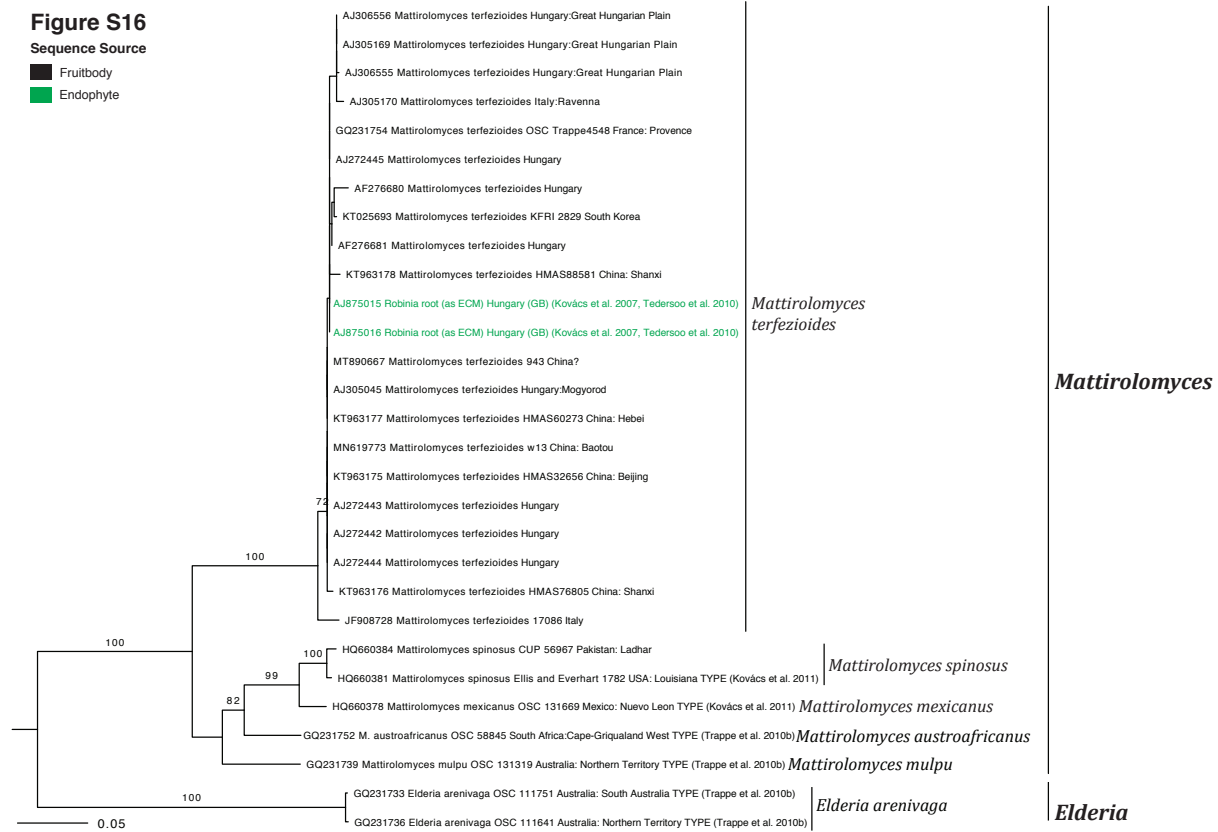 Figure S16
Sequence Source
Fruitbody
Endophyte
AJ306556 Mattirolomyces terfezioides Hungary:Great Hungarian Plain
AJ305169 Mattirolomyces terfezioides Hungary:Great Hungarian Plain
AJ306555 Mattirolomyces terfezioides Hungary:Great Hungarian Plain
AJ305170 Mattirolomyces terfezioides Italy:Ravenna
GQ231754 Mattirolomyces terfezioides OSC Trappe4548 France: Provence
AJ272445 Mattirolomyces terfezioides Hungary
AF276680 Mattirolomyces terfezioides Hungary
KT025693 Mattirolomyces terfezioides KFRI 2829 South Korea
AF276681 Mattirolomyces terfezioides Hungary
KT963178 Mattirolomyces terfezioides HMAS88581 China: Shanxi
AJ875015 Robinia root (as ECM) Hungary (GB) (Kovács et al. 2007, Tedersoo et al. 2010)
AJ875016 Robinia root (as ECM) Hungary (GB) (Kovács et al. 2007, Tedersoo et al. 2010)
Mattirolomyces
terfezioides
MT890667 Mattirolomyces terfezioides 943 China?
Mattirolomyces
AJ305045 Mattirolomyces terfezioides Hungary:Mogyorod
KT963177 Mattirolomyces terfezioides HMAS60273 China: Hebei
MN619773 Mattirolomyces terfezioides w13 China: Baotou
KT963175 Mattirolomyces terfezioides HMAS32656 China: Beijing
72
AJ272443 Mattirolomyces terfezioides Hungary
AJ272442 Mattirolomyces terfezioides Hungary
100
AJ272444 Mattirolomyces terfezioides Hungary
KT963176 Mattirolomyces terfezioides HMAS76805 China: Shanxi
JF908728 Mattirolomyces terfezioides 17086 Italy
100
100
HQ660384 Mattirolomyces spinosus CUP 56967 Pakistan: Ladhar
Mattirolomyces spinosus
99
HQ660381 Mattirolomyces spinosus Ellis and Everhart 1782 USA: Louisiana TYPE (Kovács et al. 2011)
82
HQ660378 Mattirolomyces mexicanus OSC 131669 Mexico: Nuevo Leon TYPE (Kovács et al. 2011) Mattirolomyces mexicanus
GQ231752 M. austroafricanus OSC 58845 South Africa:Cape-Griqualand West TYPE (Trappe et al. 2010b) Mattirolomyces austroafricanus
GQ231739 Mattirolomyces mulpu OSC 131319 Australia: Northern Territory TYPE (Trappe et al. 2010b) Mattirolomyces mulpu
100
GQ231733 Elderia arenivaga OSC 111751 Australia: South Australia TYPE (Trappe et al. 2010b)
Elderia arenivaga
Elderia
GQ231736 Elderia arenivaga OSC 111641 Australia: Northern Territory TYPE (Trappe et al. 2010b)
0.05